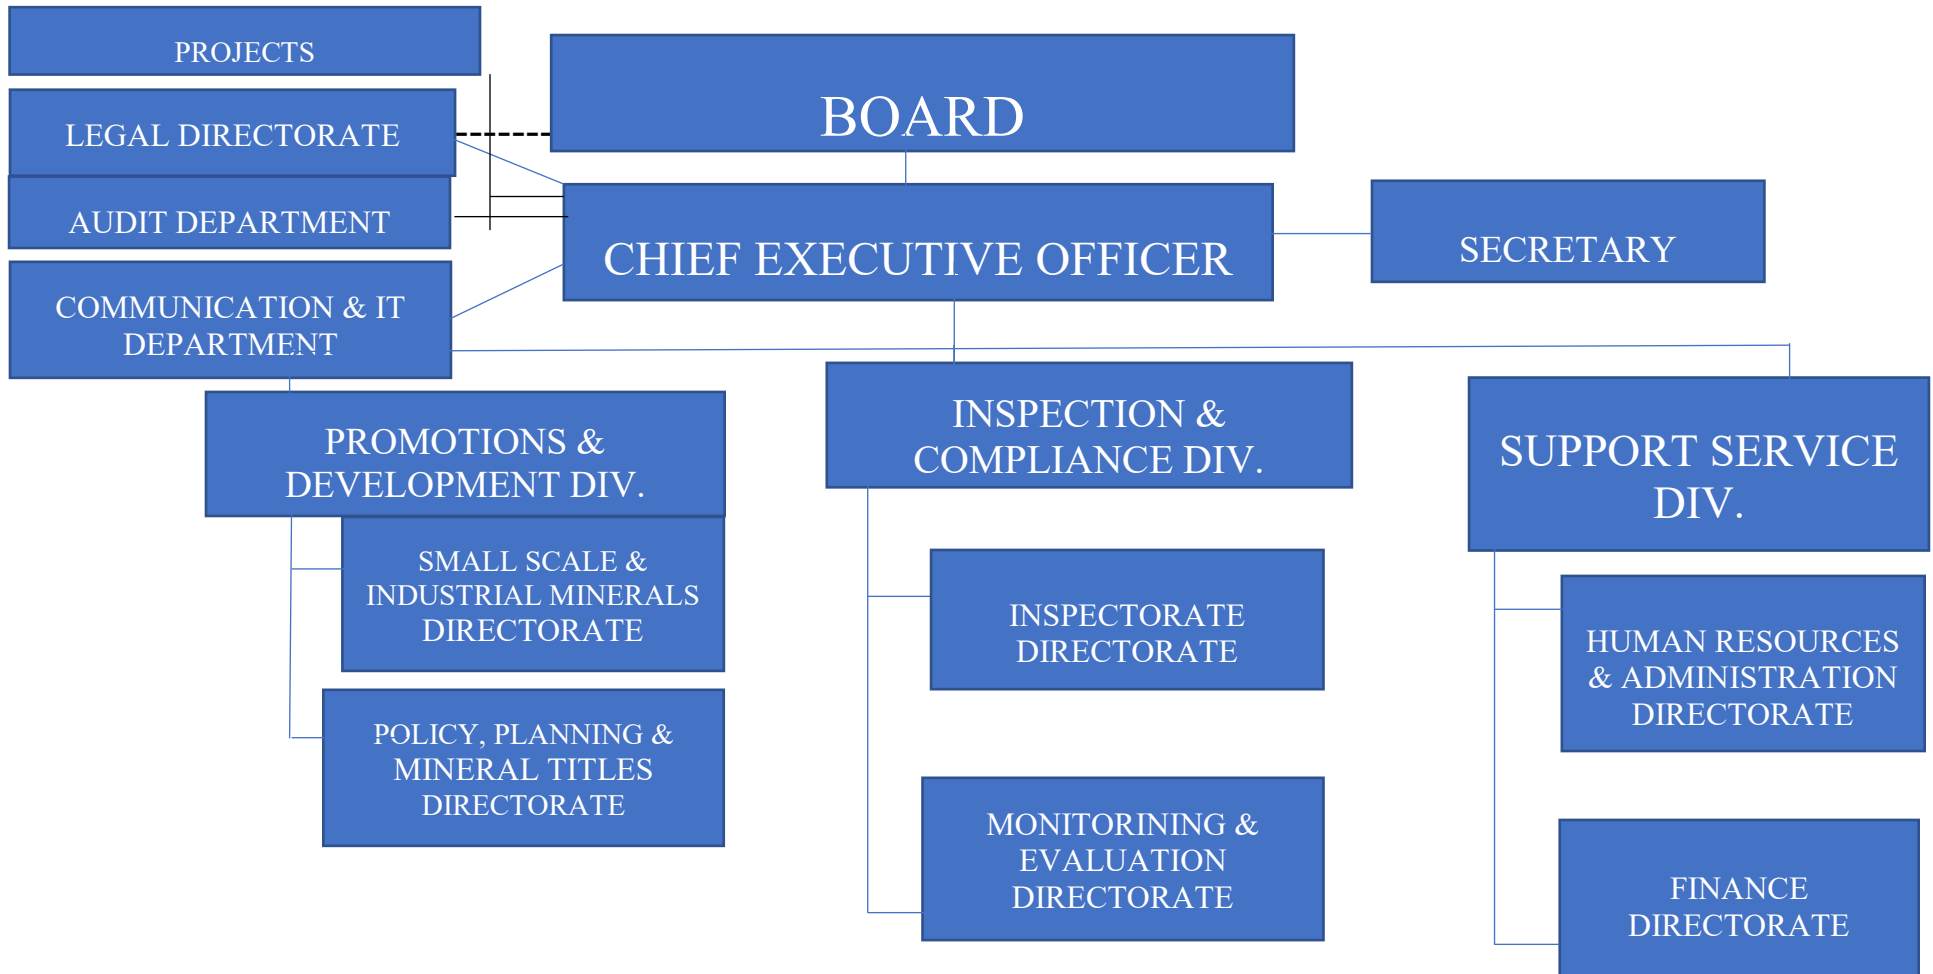 PROJECTS
BOARD
LEGAL DIRECTORATE
AUDIT DEPARTMENT
CHIEF EXECUTIVE OFFICER
SECRETARY
COMMUNICATION & IT
DEPARTMENT
PROMOTIONS &
DEVELOPMENT DIV.
INSPECTION &
COMPLIANCE DIV.
SUPPORT SERVICE
DIV.
SMALL SCALE &
INDUSTRIAL MINERALS
DIRECTORATE
INSPECTORATE
DIRECTORATE
HUMAN RESOURCES
& ADMINISTRATION
DIRECTORATE
POLICY, PLANNING &
MINERAL TITLES
DIRECTORATE
MONITORINING &
EVALUATION
DIRECTORATE
FINANCE
DIRECTORATE